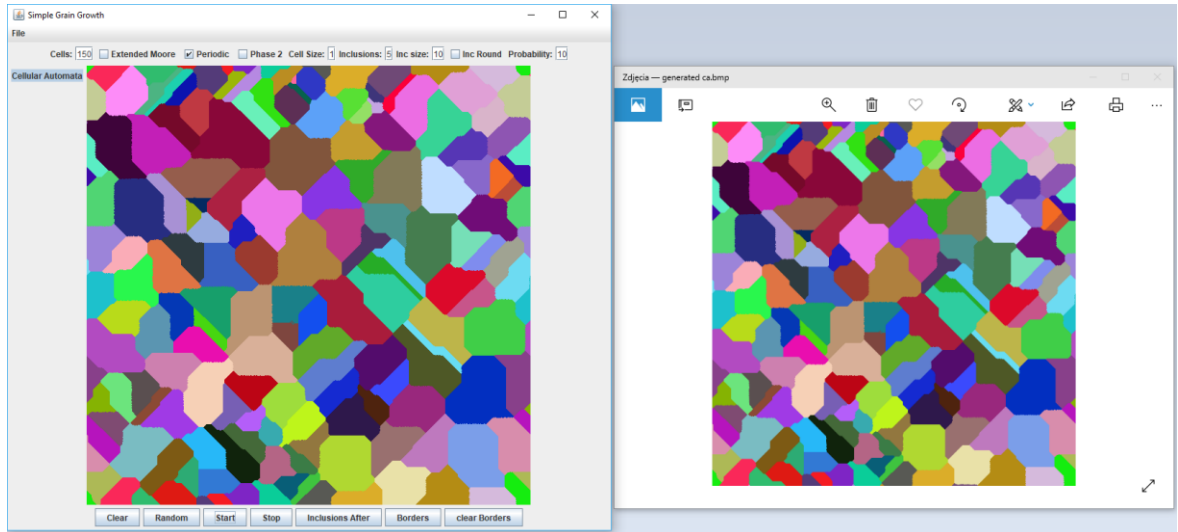 Simple Grain Growth
File
Cells: 150 Extended Moore Periodic Phase 2 Cell Size: 1 Inclusions: 5 Inc size: 10 Inc Round Probability: 10
Cellular Automata
Clear Random Start Stop Inclusions After Borders clear Borders
Zdjęcia — generated ca.bmp